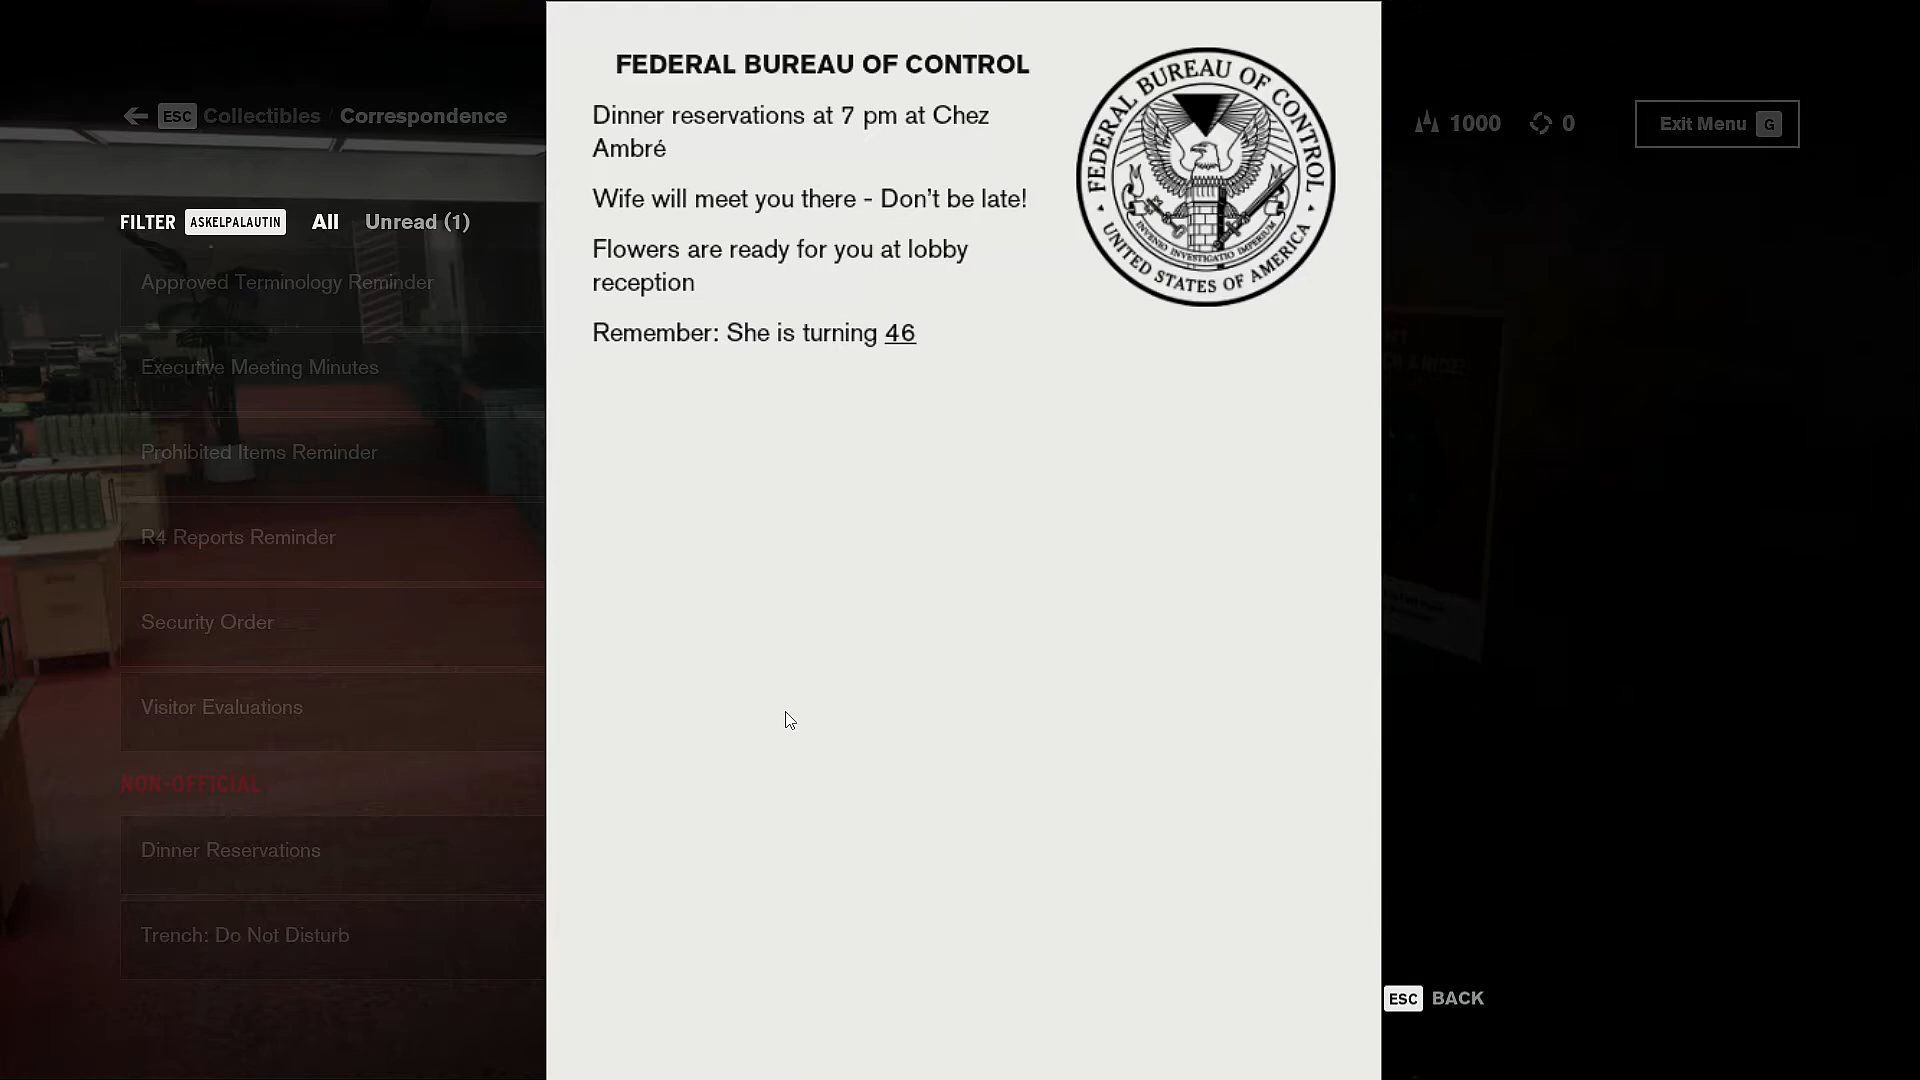 FEDERAL BUREAU OF CONTROL
Dinner reservations at 7 pm at Chez
Ambré
Wife will meet you there - Don't be late!
Flowers are ready for you at lobby
reception
Remember: She is turning 46
FEDERAL BUREAU OF CONTROL
UNITED STATES OF AMERICA
INVENIO INVESTIGATIO IMPERIUM
ESC Collectibles / Correspondence
1000
0
Exit Menu G
FILTER ASKELPALAUTIN All Unread (1)
Approved Terminology Reminder
Executive Meeting Minutes
Prohibited Items Reminder
R4 Reports Reminder
Security Order
Visitor Evaluations
NON-OFFICIAL
Dinner Reservations
Trench: Do Not Disturb
ESC BACK